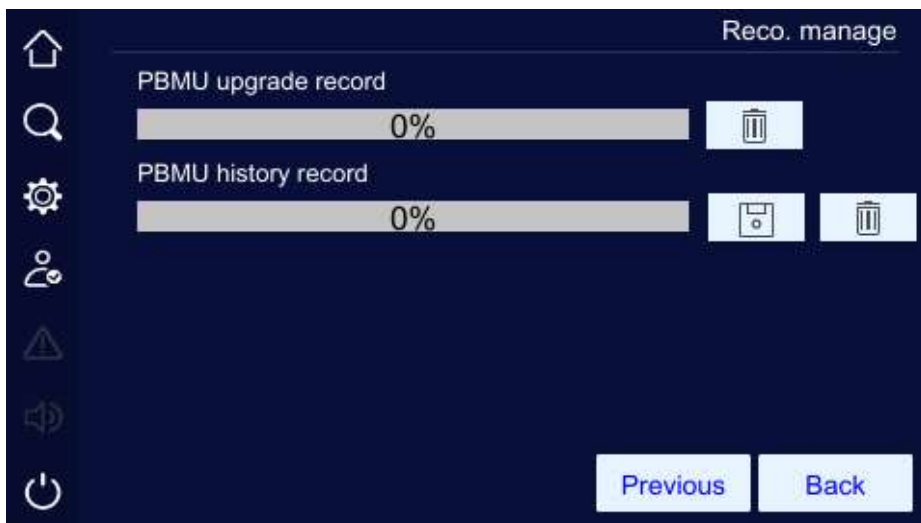 Reco. manage
PBMU upgrade record
0%
PBMU history record
0%
Previous
Back